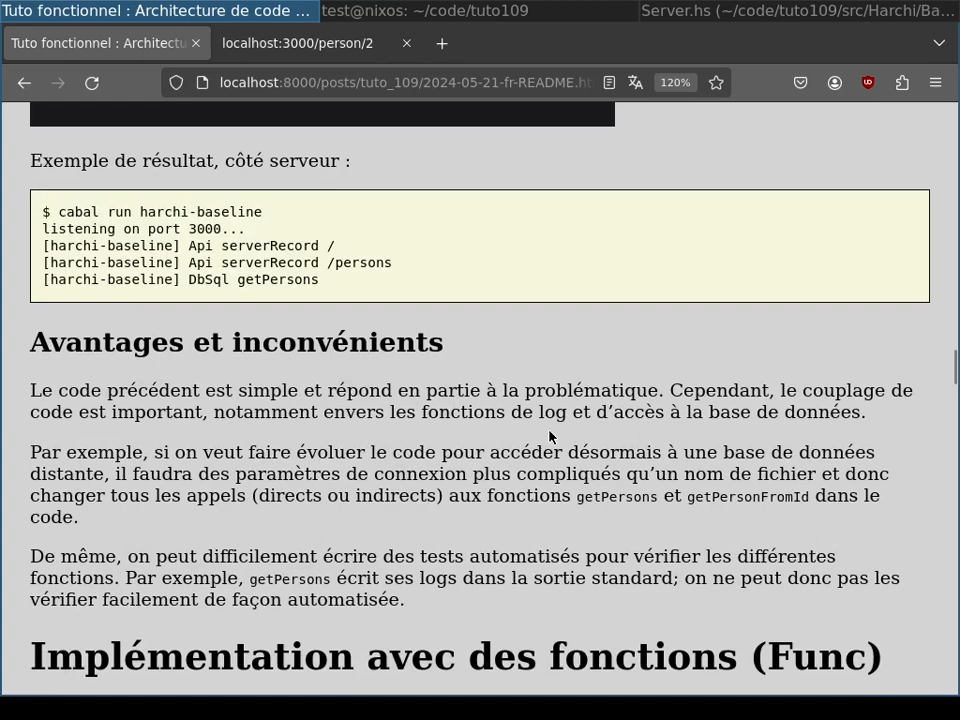 Tuto fonctionnel : Architecture de code ...
test@nixos: ~/code/tuto109
Server.hs (~/code/tuto109/src/Harchi/Ba...
Tuto fonctionnel : Architectu
localhost:3000/person/2
localhost:8000/posts/tuto_109/2024-05-21-fr-README.ht
120%
Exemple de résultat, côté serveur :
$ cabal run harchi-baseline
listening on port 3000...
[harchi-baseline] Api serverRecord /
[harchi-baseline] Api serverRecord /persons
[harchi-baseline] DbSql getPersons
Avantages et inconvénients
Le code précédent est simple et répond en partie à la problématique. Cependant, le couplage de
code est important, notamment envers les fonctions de log et d’accès à la base de données.
Par exemple, si on veut faire évoluer le code pour accéder désormais à une base de données
distante, il faudra des paramètres de connexion plus compliqués qu’un nom de fichier et donc
changer tous les appels (directs ou indirects) aux fonctions getPersons et getPersonFromId dans le
code.
De même, on peut difficilement écrire des tests automatisés pour vérifier les différentes
fonctions. Par exemple, getPersons écrit ses logs dans la sortie standard; on ne peut donc pas les
vérifier facilement de façon automatisée.
Implémentation avec des fonctions (Func)